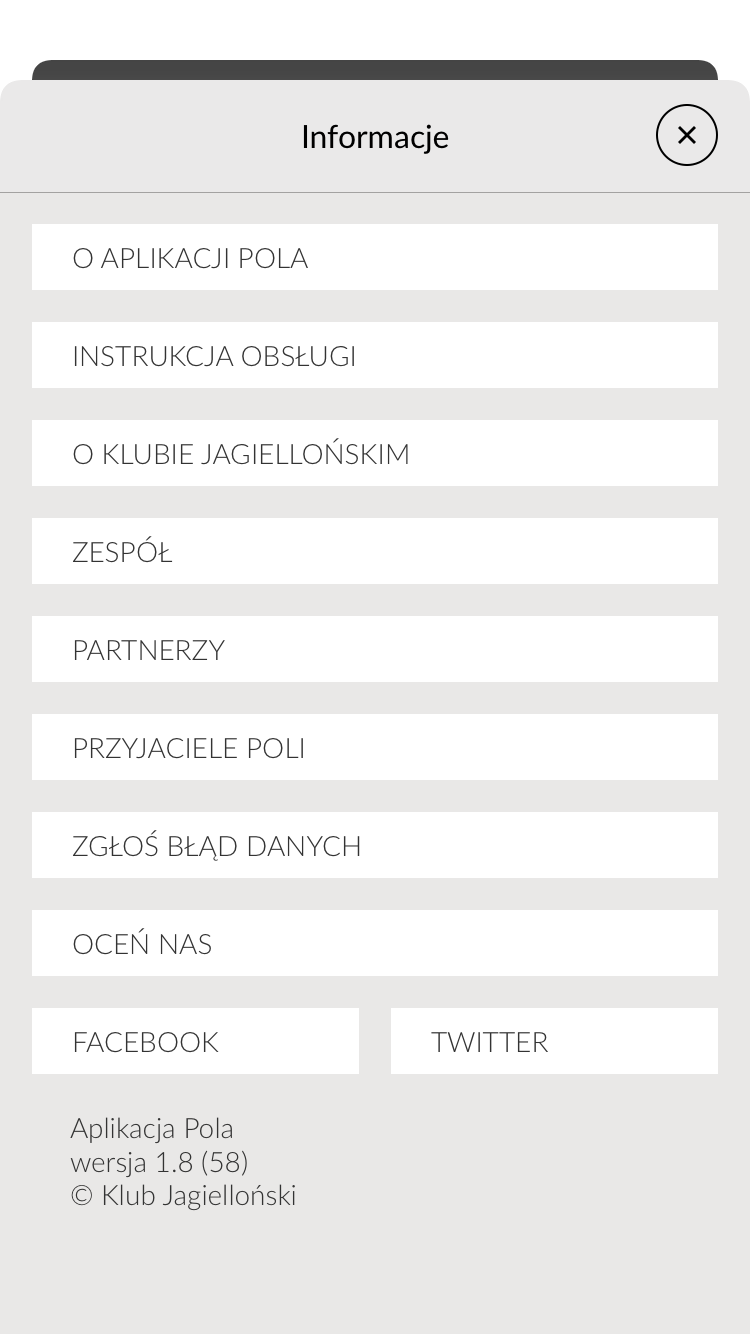 Informacje
O APLIKACJI POLA
INSTRUKCJA OBSŁUGI
O KLUBIE JAGIELLOŃSKIM
ZESPÓŁ
PARTNERZY
PRZYJACIELE POLI
ZGŁOŚ BŁĄD DANYCH
OCEŃ NAS
FACEBOOK
TWITTER
Aplikacja Pola
wersja 1.8 (58)
© Klub Jagielloński